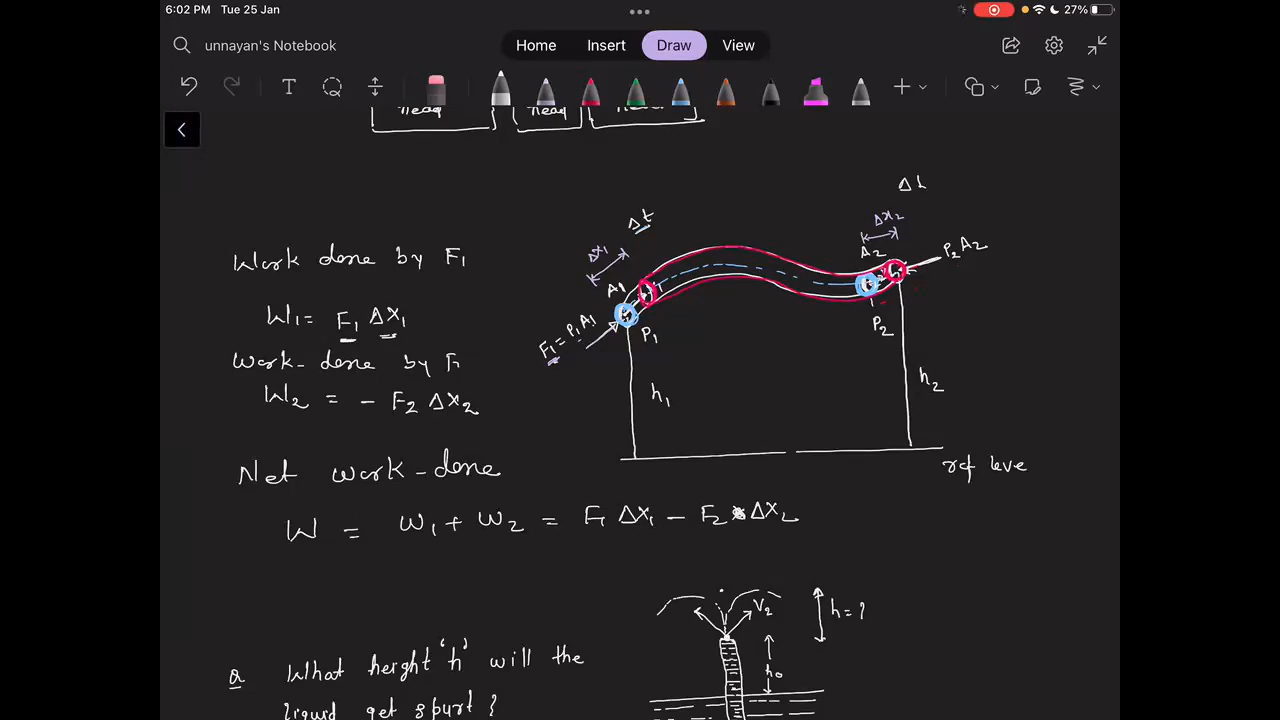 6:02 PM Tue 25 Jan
27%
unnayan's Notebook
Home Insert Draw View
Head Head
Δt
Δx1
Δx2
A1
A2
P2A2
F1 = P1A1
P1
P2
h1
h2
ref leve
Work done by F1
W1 = F1 Δx1
Work-done by F
W2 = - F2 Δx2
Net work-done
W = W1 + W2 = F1 Δx1 - F2 Δx2
V2
h = ?
h0
Q What height 'h' will the
liquid get spurt?